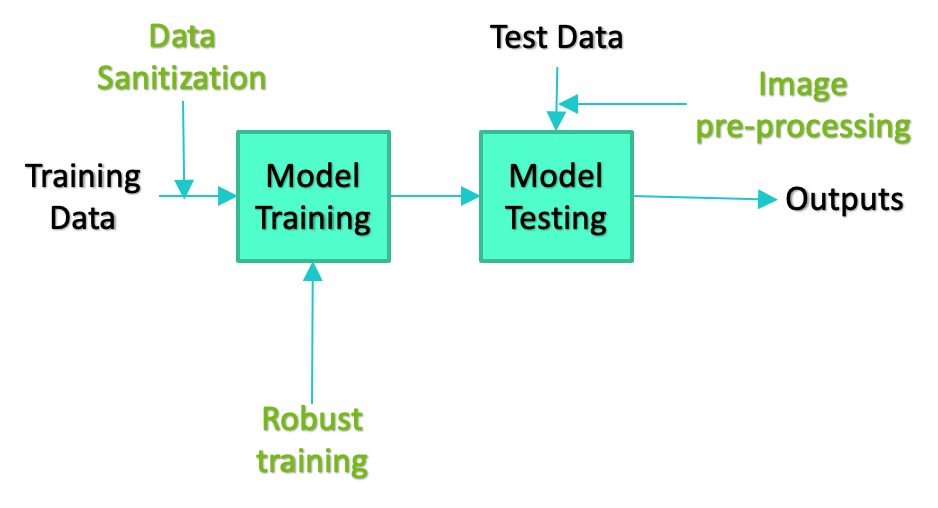 Data
Sanitization
Test Data
Image
pre-processing
Training
Data
Model
Training
Model
Testing
Outputs
Robust
training